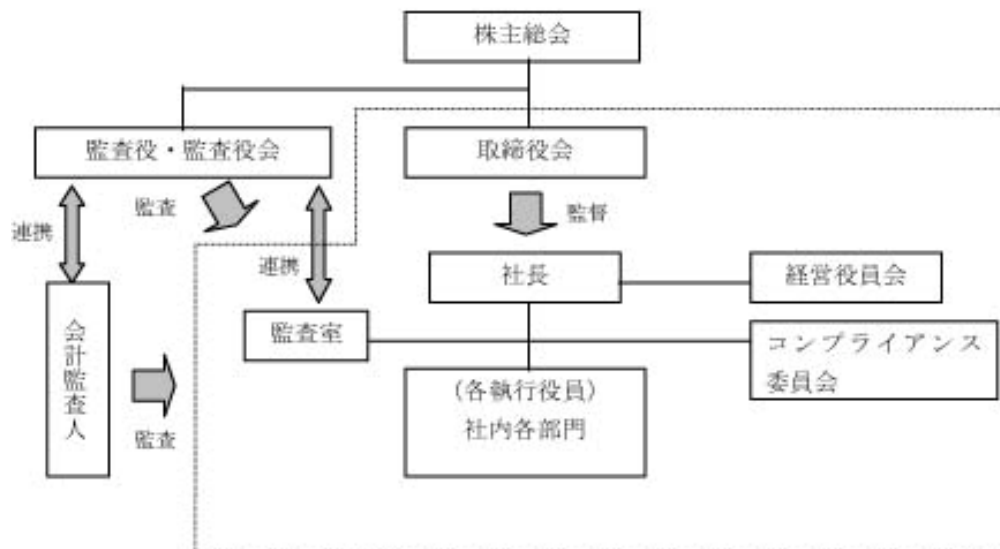 株主総会
監査役・監査役会
取締役会
監査
監督
連携
連携
社長
経営役員会
会計監査人
監査室
コンプライアンス
委員会
(各執行役員)
社内各部門
監査